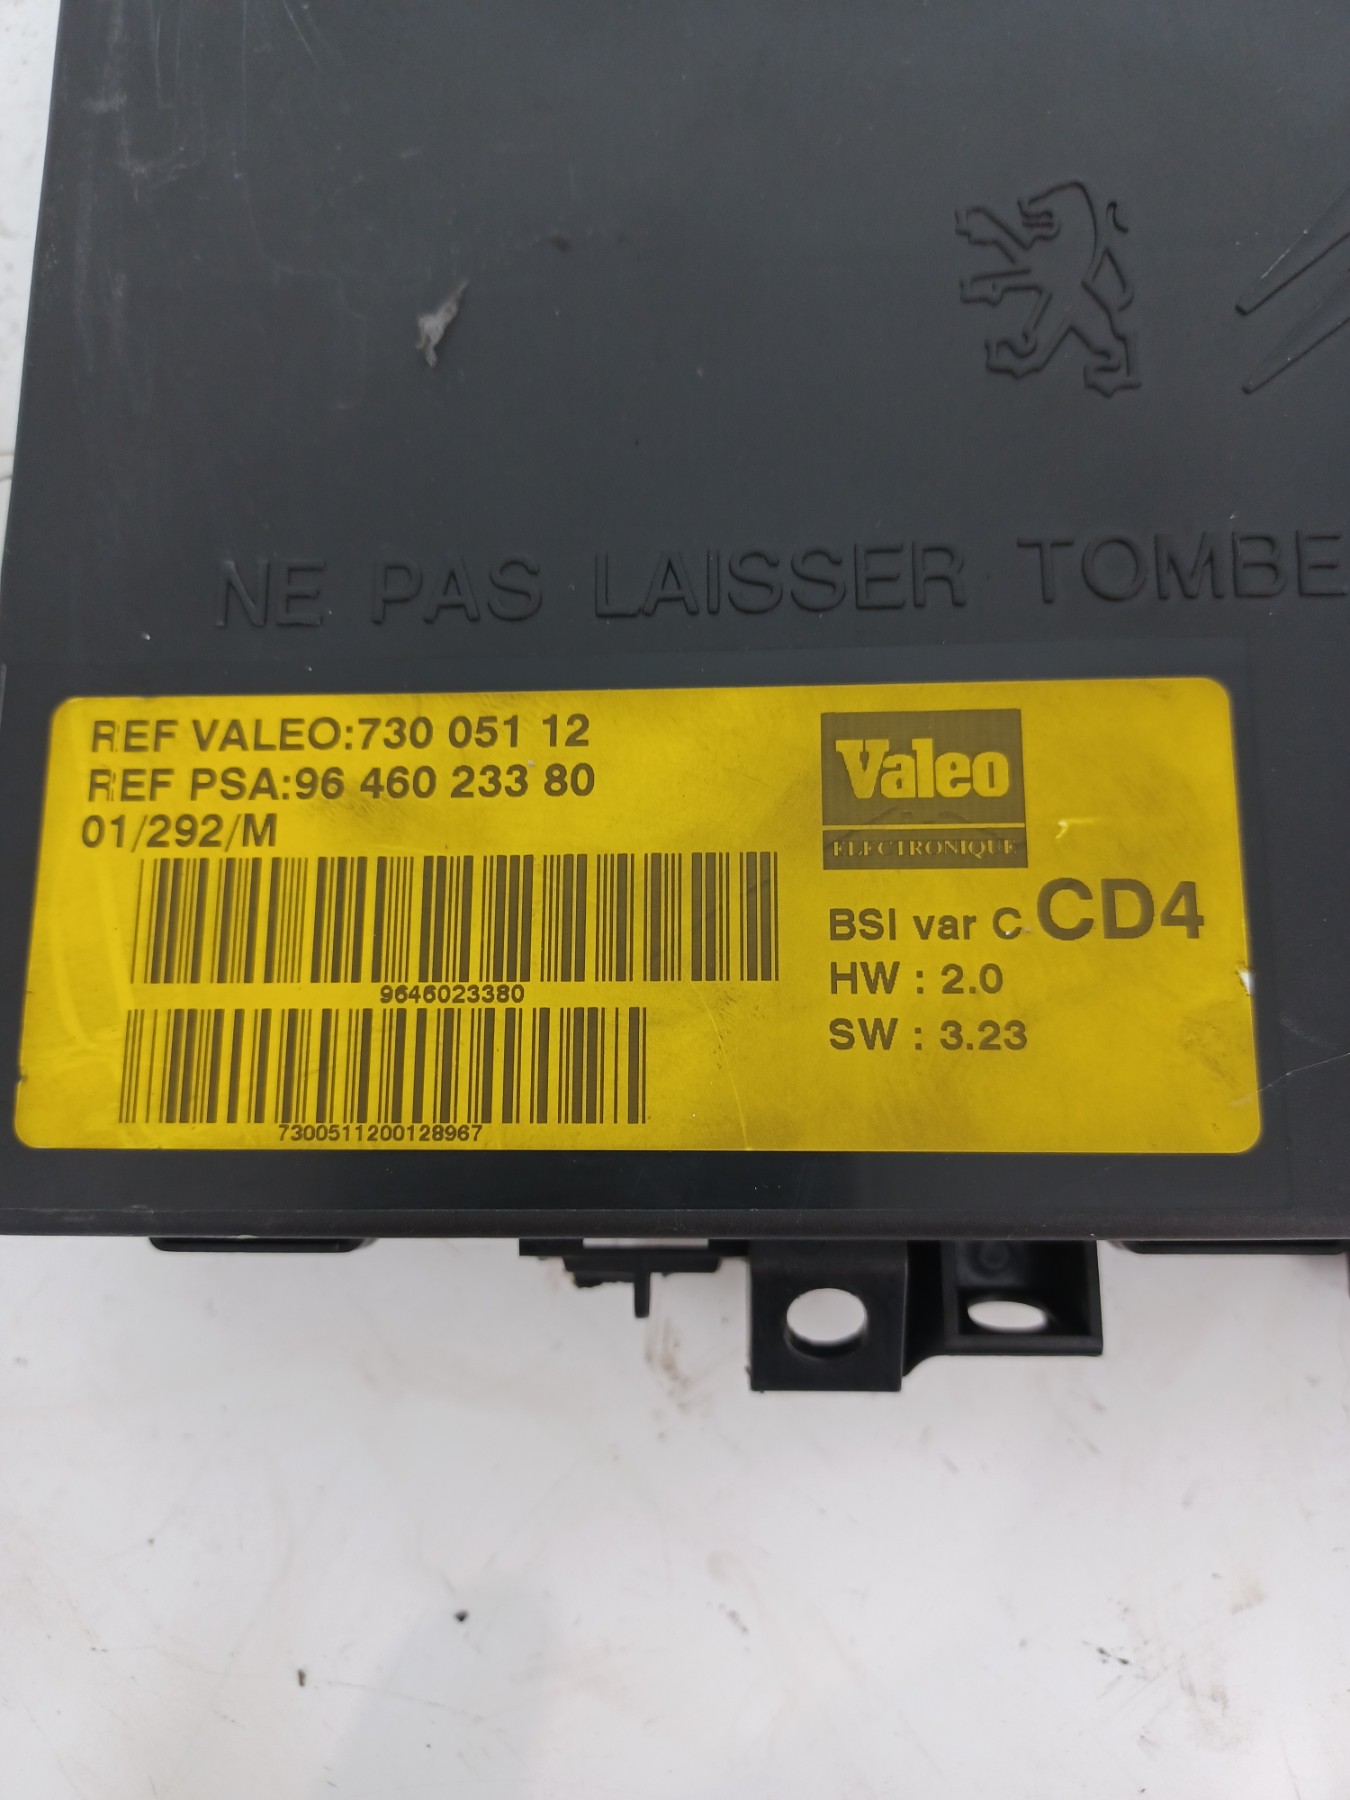 NE PAS LAISSER TOMBE
REF VALEO:730 051 12
REF PSA:96 460 233 80
01/292/M
9646023380
7300511200128967
Valeo
ELECTRONIQUE
BSI var C CD4
HW : 2.0
SW : 3.23